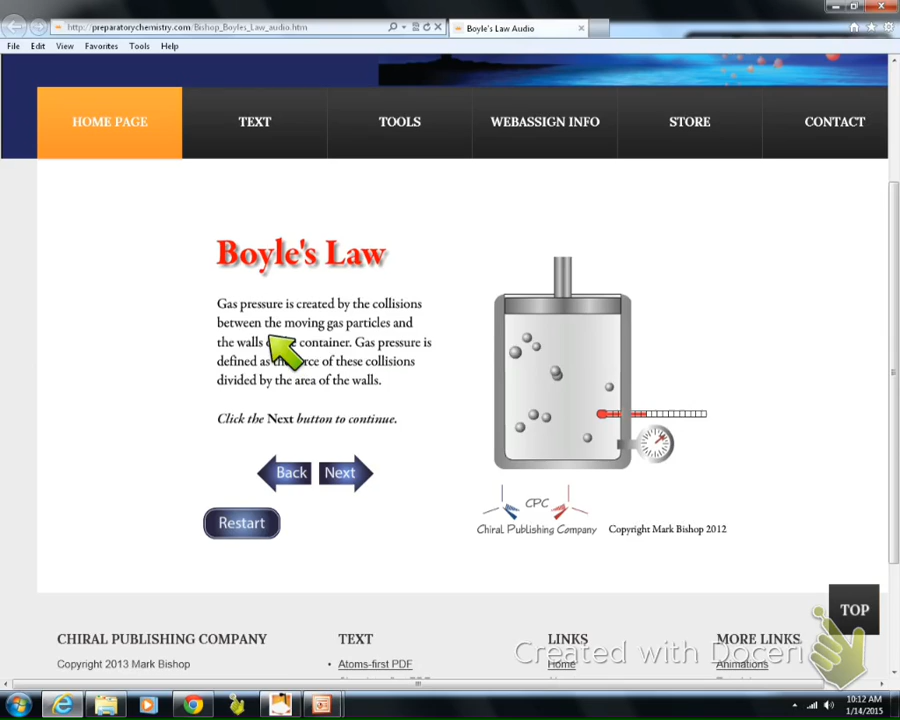 http://preparatorychemistry.com/Bishop_Boyles_Law_audio.htm
Boyle's Law Audio
File Edit View Favorites Tools Help
HOME PAGE TEXT TOOLS WEBASSIGN INFO STORE CONTACT
Boyle's Law
Gas pressure is created by the collisions
between the moving gas particles and
the walls container. Gas pressure is
defined as force of these collisions
divided by the area of the walls.
Click the Next button to continue.
Back Next
Restart
CPC
Chiral Publishing Company
Copyright Mark Bishop 2012
TOP
CHIRAL PUBLISHING COMPANY TEXT LINKS MORE LINKS
Copyright 2013 Mark Bishop Atoms-first PDF Home Animations
Created with Doceri
10:12 AM
1/14/2015